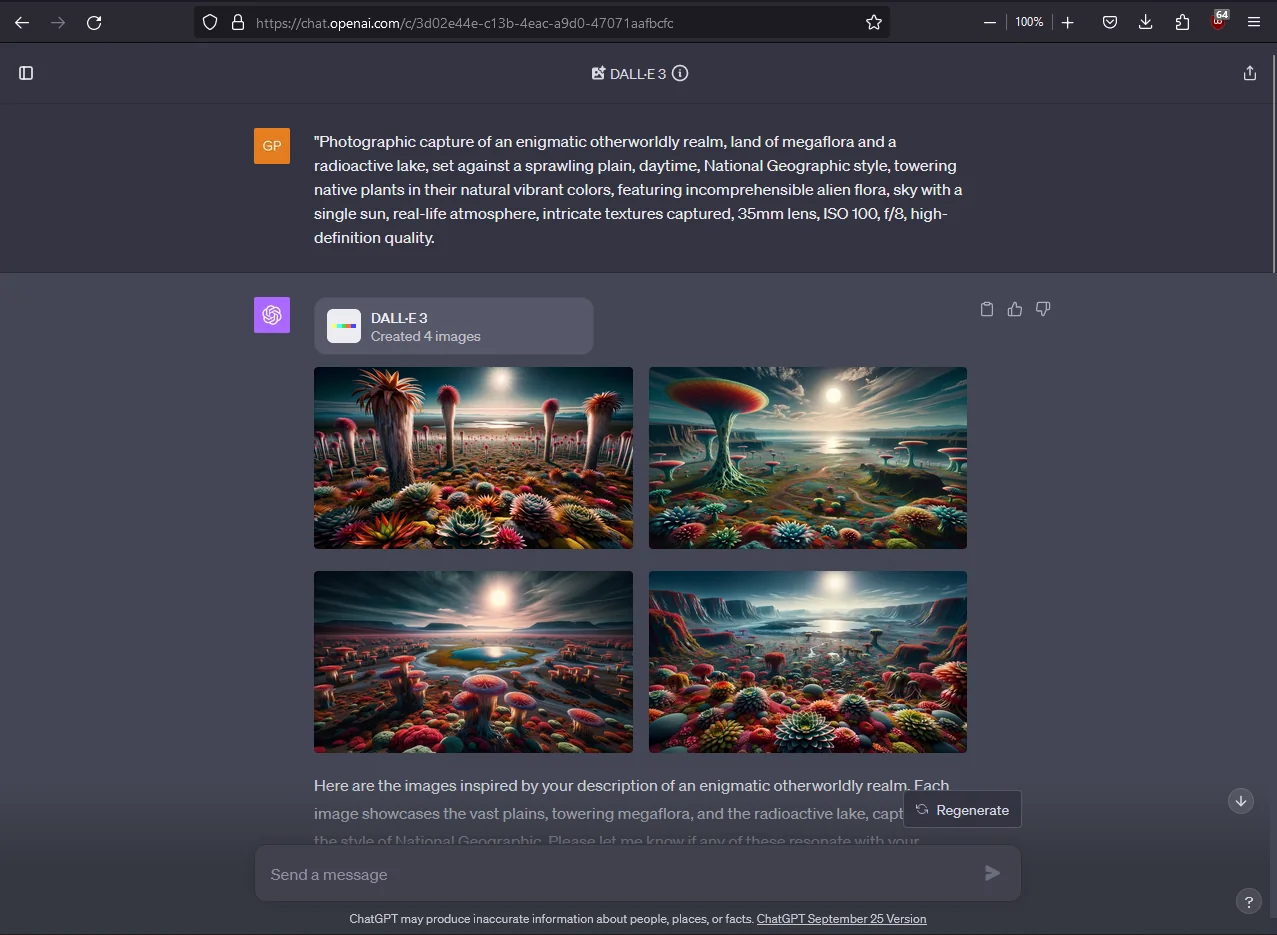 https://chat.openai.com/c/3d02e44e-c13b-4eac-a9d0-47071aafbcfc
100%
64
DALL·E 3
GP
"Photographic capture of an enigmatic otherworldly realm, land of megaflora and a
radioactive lake, set against a sprawling plain, daytime, National Geographic style, towering
native plants in their natural vibrant colors, featuring incomprehensible alien flora, sky with a
single sun, real-life atmosphere, intricate textures captured, 35mm lens, ISO 100, f/8, high-
definition quality.
DALL·E 3
Created 4 images
Here are the images inspired by your description of an enigmatic otherworldly realm. Each
image showcases the vast plains, towering megaflora, and the radioactive lake, capt
Regenerate
the style of National Geographic. Please let me know if any of these resonate with your
Send a message
?
ChatGPT may produce inaccurate information about people, places, or facts. ChatGPT September 25 Version